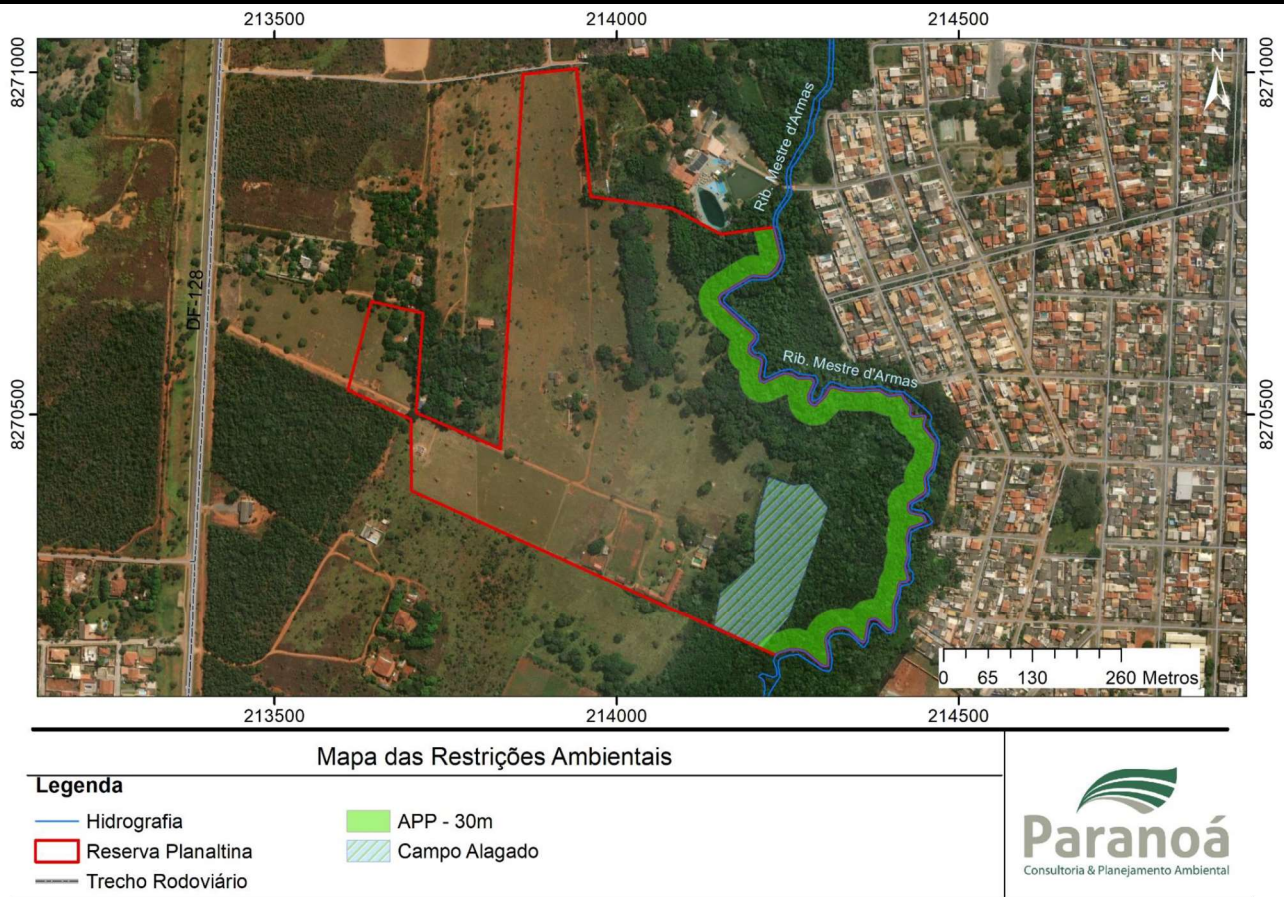 213500 214000 214500
8271000 8271000
N
Rib. Mestre d'Armas
DF-128
Rib. Mestre d'Armas
8270500 8270500
0 65 130 260 Metros
213500 214000 214500
Mapa das Restrições Ambientais
Legenda
Hidrografia
Reserva Planaltina
Trecho Rodoviário
APP - 30m
Campo Alagado
Paranoá
Consultoria & Planejamento Ambiental